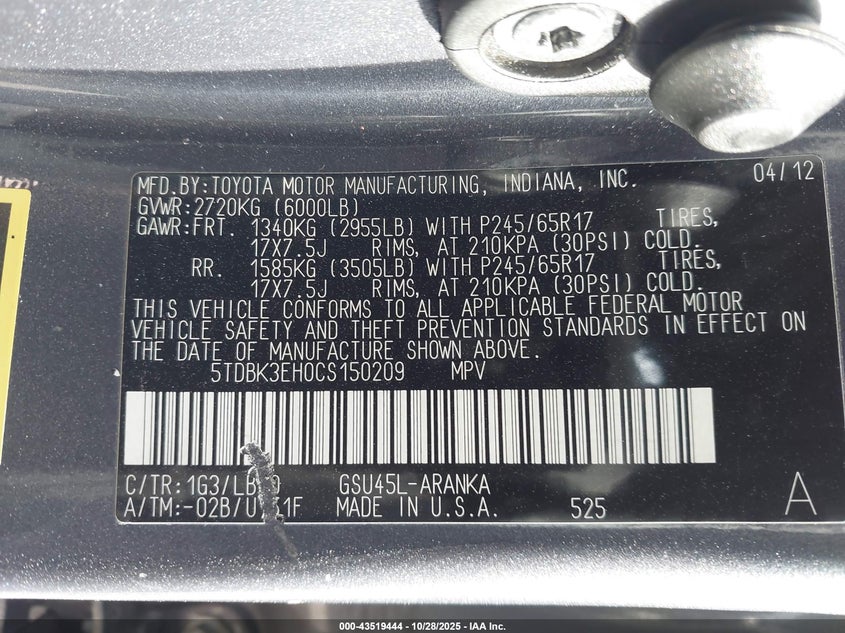 MFD.BY:TOYOTA MOTOR MANUFACTURING, INDIANA, INC. 04/12
GVWR:2720KG (6000LB)
GAWR:FRT. 1340KG (2955LB) WITH P245/65R17 TIRES,
17X7.5J RIMS, AT 210KPA (30PSI) COLD.
RR. 1585KG (3505LB) WITH P245/65R17 TIRES,
17X7.5J RIMS, AT 210KPA (30PSI) COLD.
THIS VEHICLE CONFORMS TO ALL APPLICABLE FEDERAL MOTOR
VEHICLE SAFETY AND THEFT PREVENTION STANDARDS IN EFFECT ON
THE DATE OF MANUFACTURE SHOWN ABOVE.
5TDBK3EH0CS150209 MPV
C/TR:1G3/ GSU45L-ARANKA
A/TM:-02B/ MADE IN U.S.A. 525 A
000-43519444 - 10/28/2025 - IAA Inc.